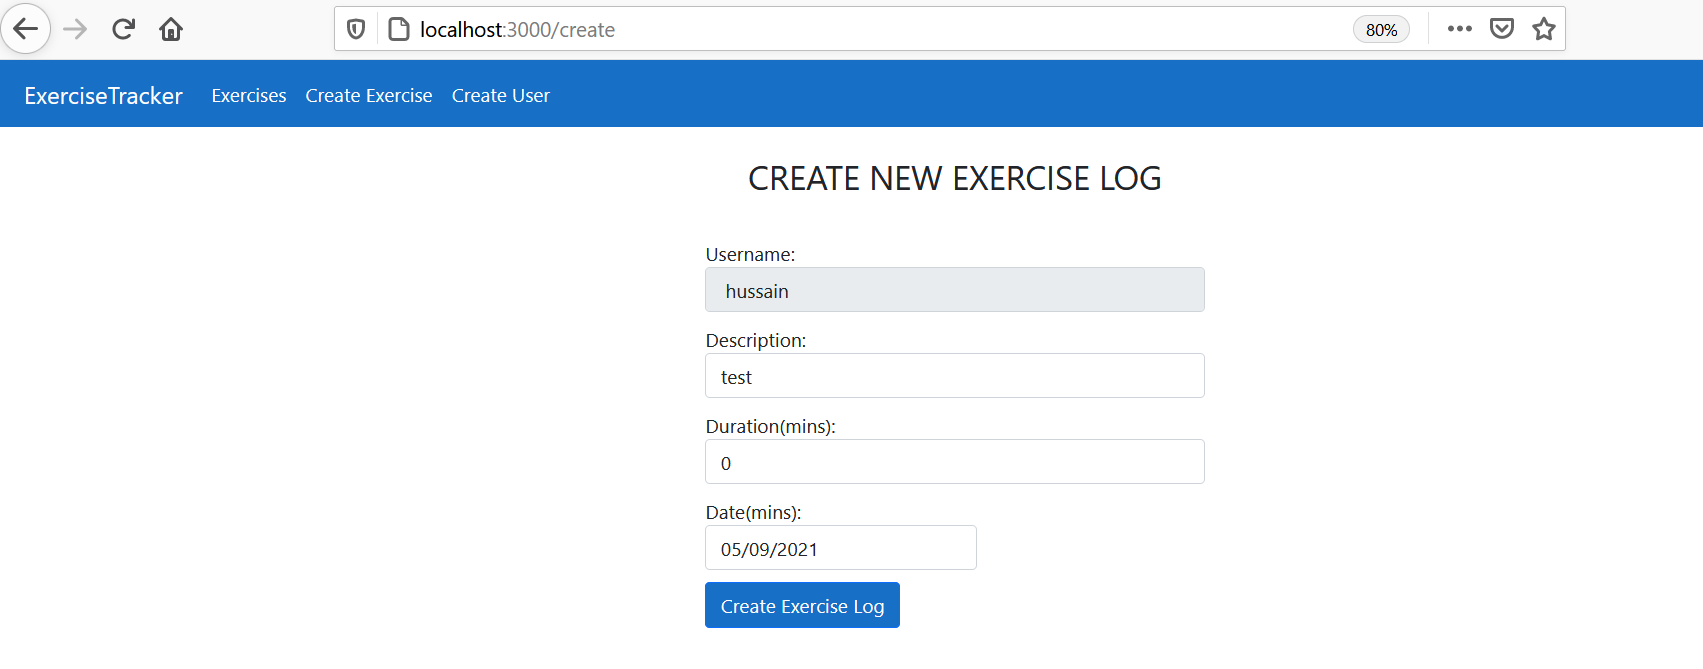 localhost:3000/create 80%
ExerciseTracker Exercises Create Exercise Create User
CREATE NEW EXERCISE LOG
Username:
hussain
Description:
test
Duration(mins):
0
Date(mins):
05/09/2021
Create Exercise Log